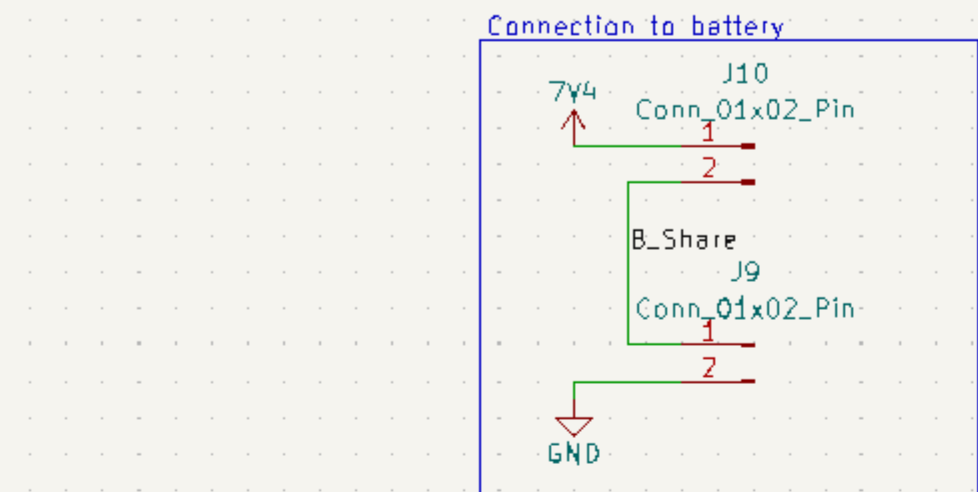 Connection to battery
J10
7V4
Conn_01x02_Pin
1
2
B_Share
J9
Conn_01x02_Pin
1
2
GND